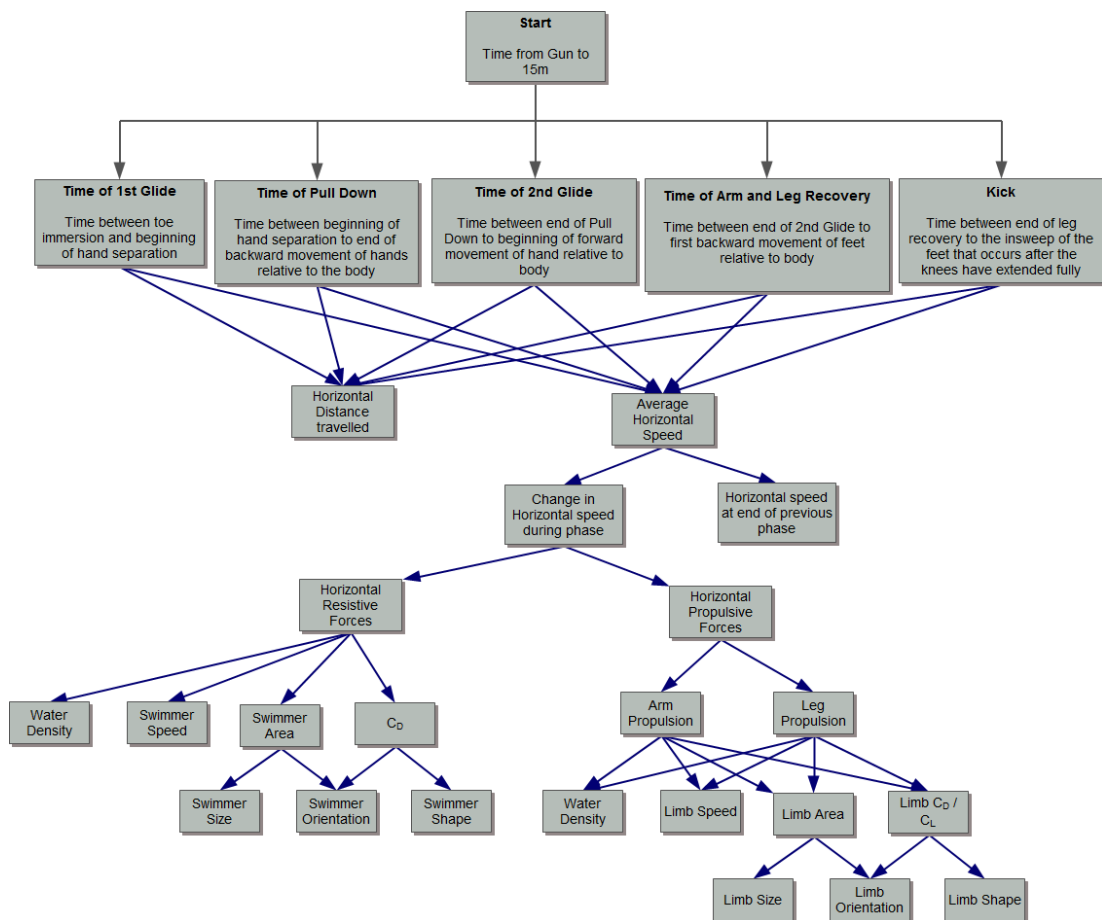 Start
Time from Gun to
15m
Time of 1st Glide
Time between toe
immersion and beginning
of hand separation
Time of Pull Down
Time between beginning of
hand separation to end of
backward movement of hands
relative to the body
Time of 2nd Glide
Time between end of Pull
Down to beginning of forward
movement of hand relative to
body
Time of Arm and Leg Recovery
Time between end of 2nd Glide to
first backward movement of feet
relative to body
Kick
Time between end of leg
recovery to the insweep of the
feet that occurs after the
knees have extended fully
Horizontal
Distance
travelled
Average
Horizontal
Speed
Change in
Horizontal speed
during phase
Horizontal speed
at end of previous
phase
Horizontal
Resistive
Forces
Horizontal
Propulsive
Forces
Water
Density
Swimmer
Speed
Swimmer
Area
C_D
Arm
Propulsion
Leg
Propulsion
Swimmer
Size
Swimmer
Orientation
Swimmer
Shape
Water
Density
Limb Speed
Limb Area
Limb C_D /
C_L
Limb Size
Limb
Orientation
Limb Shape